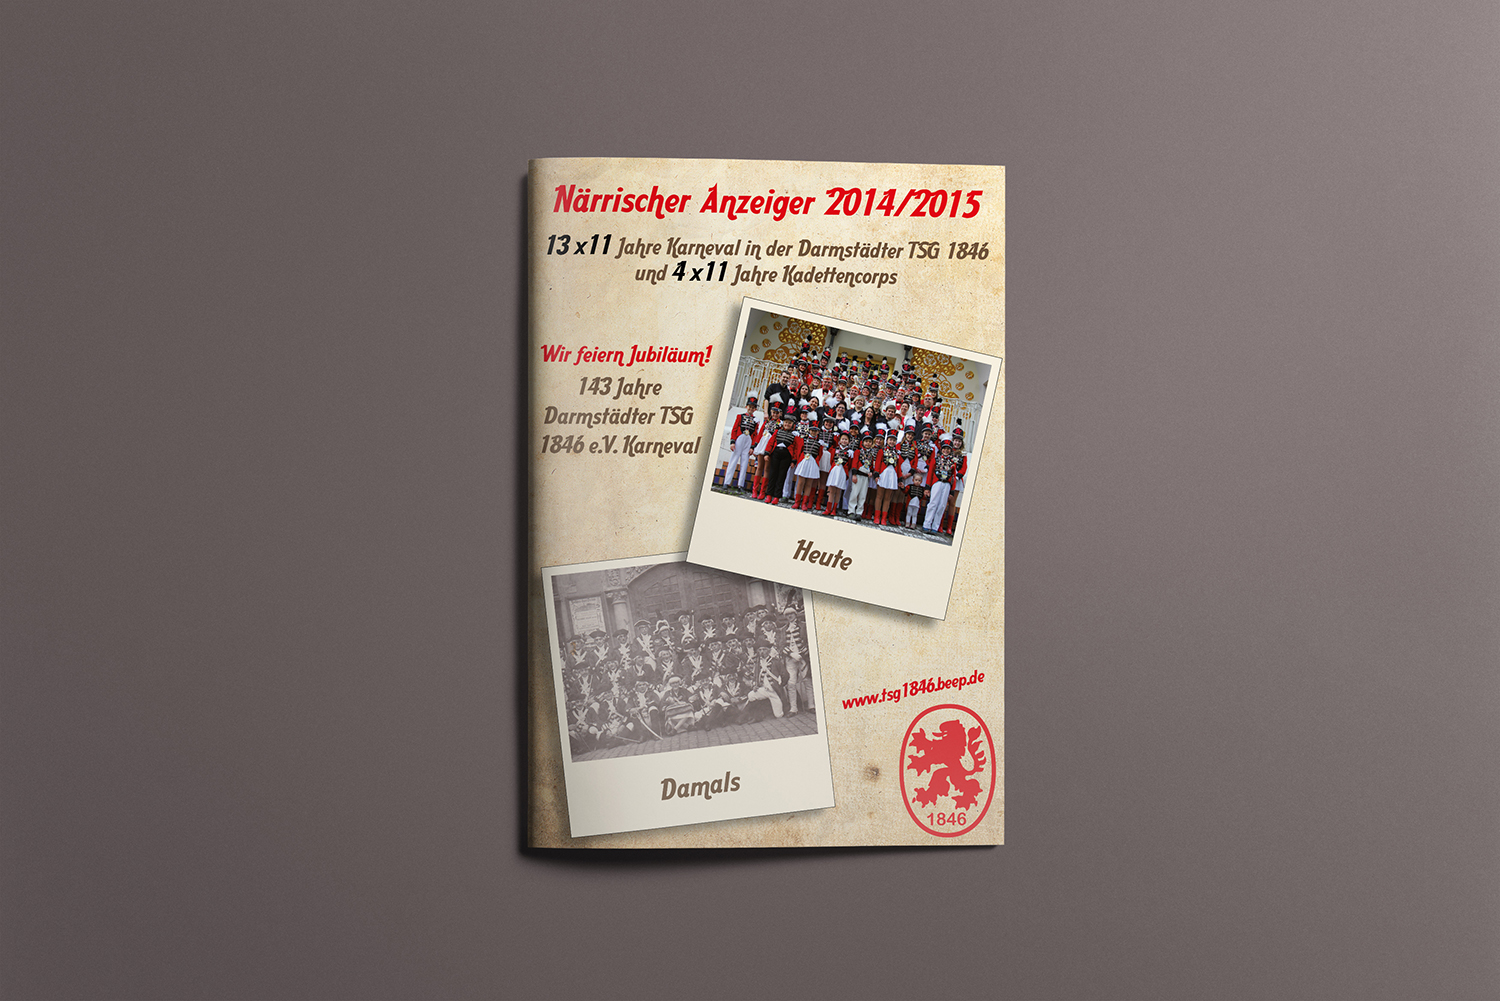 Närrischer Anzeiger 2014/2015
13 x 11 Jahre Karneval in der Darmstädter TSG 1846
und 4 x 11 Jahre Kadettencorps
Wir feiern Jubiläum!
143 Jahre
Darmstädter TSG
1846 e.V. Karneval
Heute
Damals
www.tsg1846.beep.de
1846